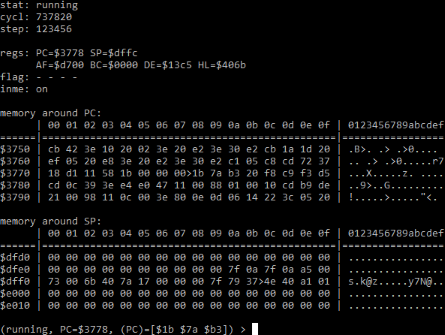 stat: running
cycl: 737820
step: 123456
regs: PC=$3778 SP=$dffc
AF=$d700 BC=$0000 DE=$13c5 HL=$406b
flag: - - - -
inme: on
memory around PC:
| 00 01 02 03 04 05 06 07 08 09 0a 0b 0c 0d 0e 0f | 0123456789abcdef
======|=================================================|================
$3750 | cb 42 3e 10 20 02 3e 20 e2 3e 30 e2 cb 1a 1d 20 | .B>. .> .>0....
$3760 | ef 05 20 e8 3e 20 e2 3e 30 e2 c1 05 c8 cd 72 37 | .. .> .>0.....r7
$3770 | 18 d1 11 58 1b 00 00 00>1b 7a b3 20 f8 c9 f3 d5 | ...X.....z. ....
$3780 | cd 0c 39 3e e4 e0 47 11 00 88 01 00 10 cd b9 de | ..9>..G.........
$3790 | 21 00 98 11 0c 00 3e 80 0e 0d 06 14 22 3c 05 20 | !.....>....."<.
memory around SP:
| 00 01 02 03 04 05 06 07 08 09 0a 0b 0c 0d 0e 0f | 0123456789abcdef
======|=================================================|================
$dfd0 | 00 00 00 00 00 00 00 00 00 00 00 00 00 00 00 00 | ................
$dfe0 | 00 00 00 00 00 00 00 00 00 7f 0a 7f 0a a5 00 | ................
$dff0 | 73 00 6b 40 7a 17 00 00 00 7f 79 37>4e 40 a1 01 | s.k@z.....y7N@..
$e000 | 00 00 00 00 00 00 00 00 00 00 00 00 00 00 00 00 | ................
$e010 | 00 00 00 00 00 00 00 00 00 00 00 00 00 00 00 00 | ................
(running, PC=$3778, (PC)=[$1b $7a $b3]) >